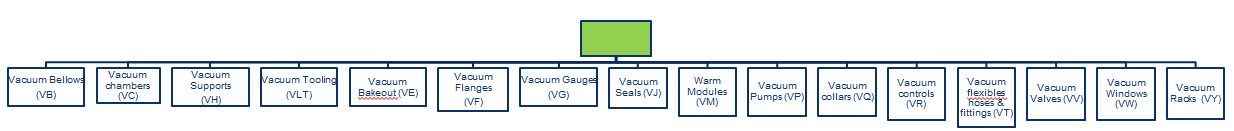 Vacuum Bellows
(VB)
Vacuum
chambers
(VC)
Vacuum
Supports
(VH)
Vacuum Tooling
(VLT)
Vacuum
Bakeout (VE)
Vacuum
Flanges
(VF)
Vacuum Gauges
(VG)
Vacuum
Seals (VJ)
Warm
Modules
(VM)
Vacuum
Pumps (VP)
Vacuum
collars (VQ)
Vacuum
controls
(VR)
Vacuum
flexibles
hoses &
fittings (VT)
Vacuum
Valves (VV)
Vacuum
Windows
(VW)
Vacuum
Racks (VY)